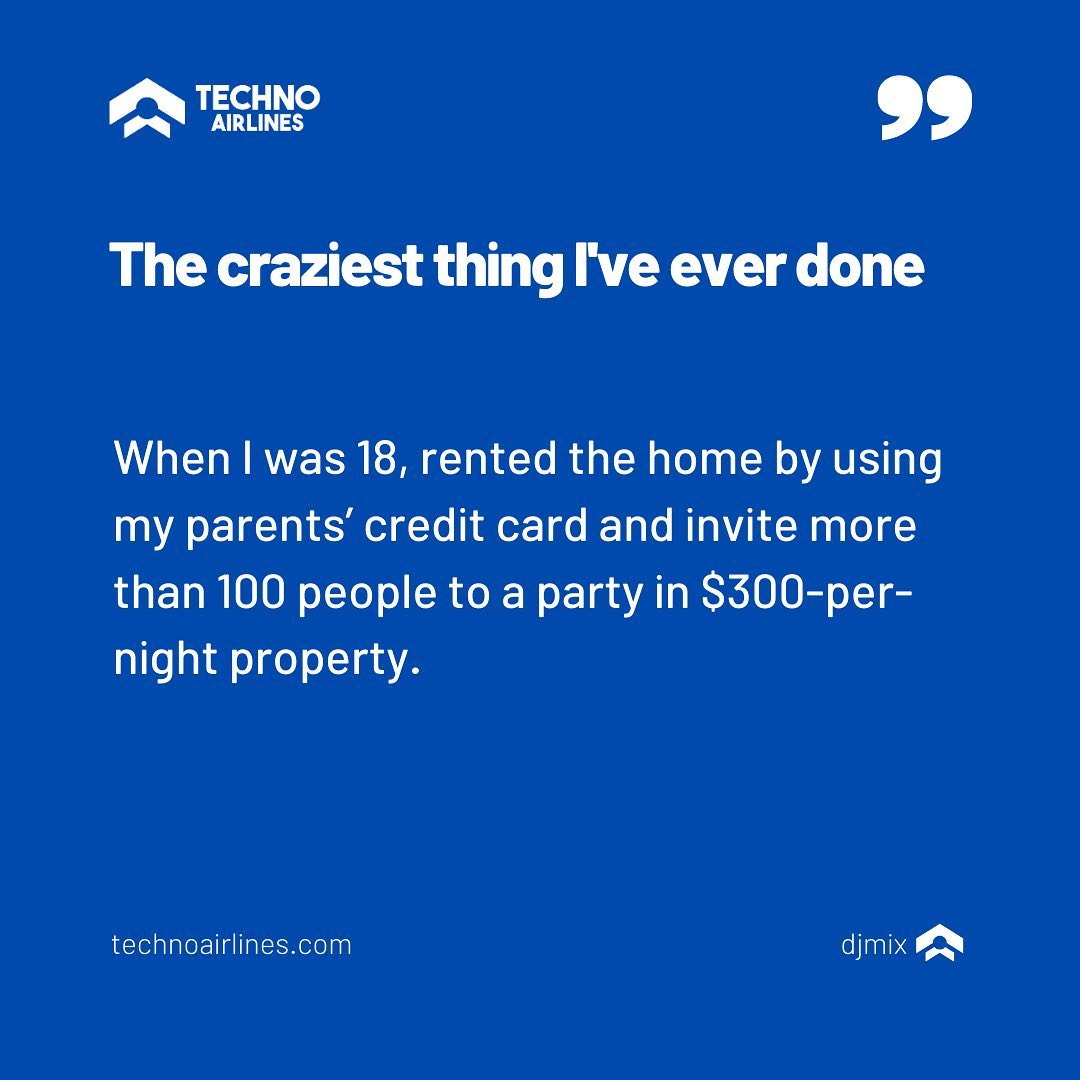 TECHNO
AIRLINES
”
The craziest thing I've ever done
When I was 18, rented the home by using
my parents’ credit card and invite more
than 100 people to a party in $300-per-
night property.
technoairlines.com
djmix